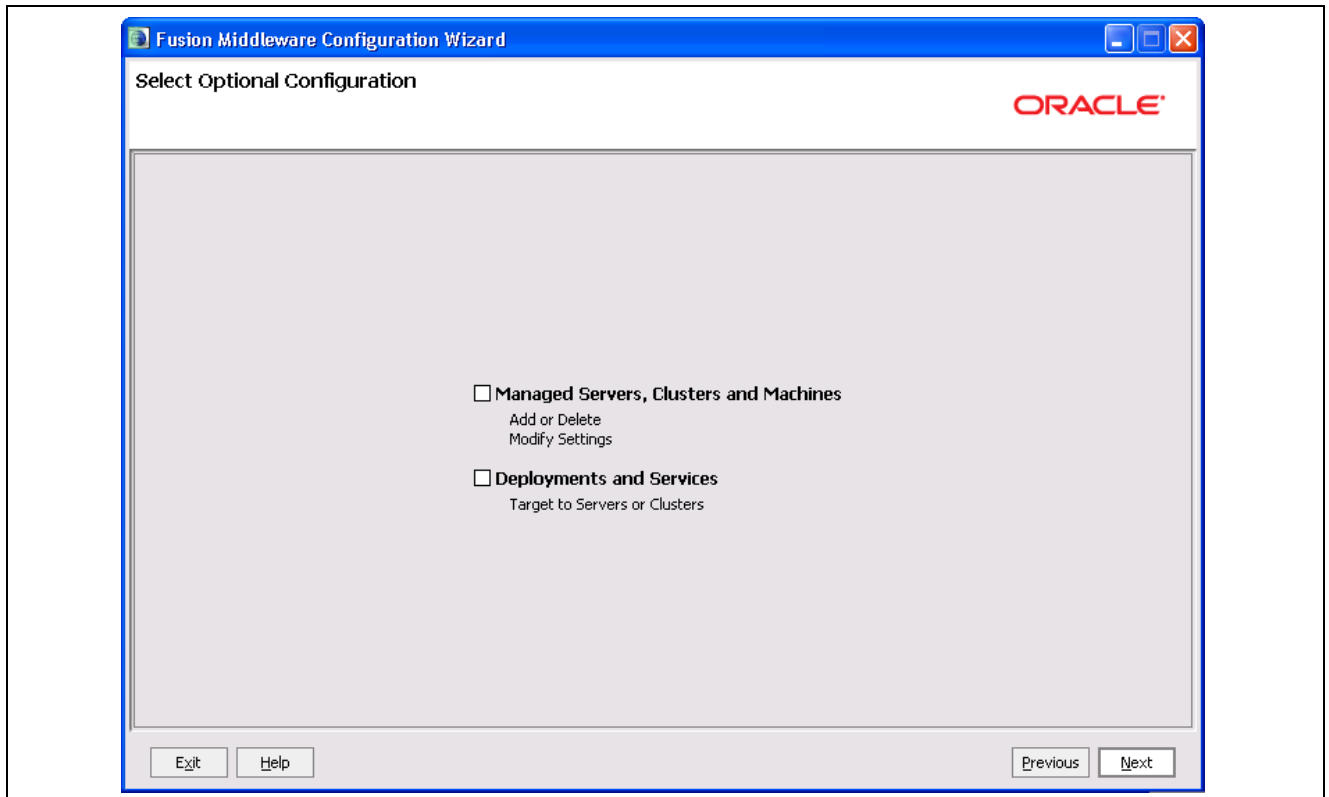 Fusion Middleware Configuration Wizard
Select Optional Configuration
ORACLE
Managed Servers, Clusters and Machines
Add or Delete
Modify Settings
Deployments and Services
Target to Servers or Clusters
Exit Help Previous Next